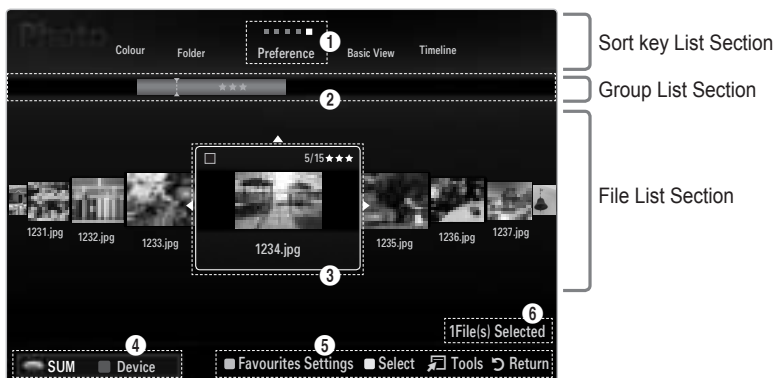 Photo
Colour Folder Preference Basic View Timeline
1
Sort key List Section
2
Group List Section
5/15★★★
1231.jpg 1232.jpg 1233.jpg 1234.jpg 1235.jpg 1236.jpg 1237.jpg
3
File List Section
6
1File(s) Selected
4
5
SUM Device Favourites Settings Select Tools Return